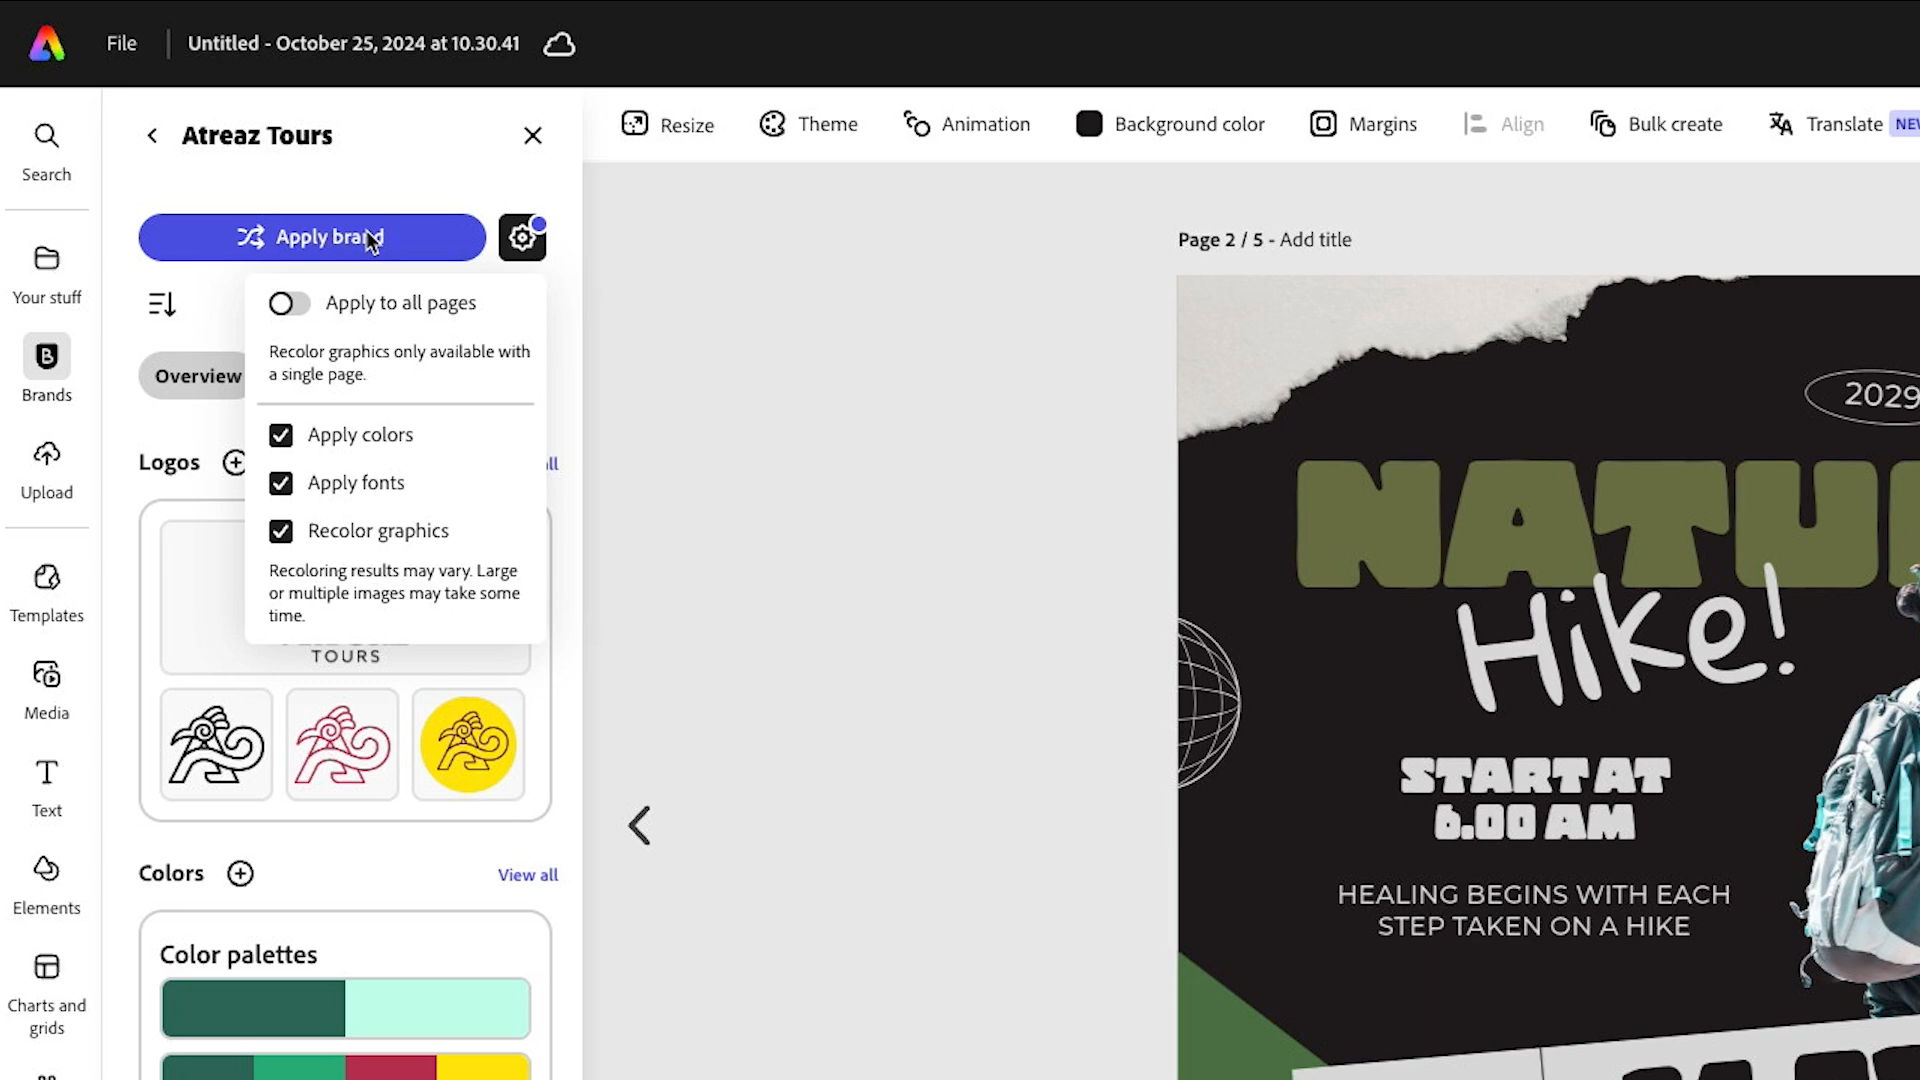 File
Untitled - October 25, 2024 at 10.30.41
Search
Your stuff
Brands
Upload
Templates
Media
Text
Elements
Charts and
grids
Atreaz Tours
Apply brand
Apply to all pages
Recolor graphics only available with
a single page.
Apply colors
Apply fonts
Recolor graphics
Recoloring results may vary. Large
or multiple images may take some
time.
Overview
Logos
TOURS
Colors
View all
Color palettes
Resize
Theme
Animation
Background color
Margins
Align
Bulk create
Translate
Page 2 / 5 - Add title
2029
Hike!
START AT
6.00 AM
HEALING BEGINS WITH EACH
STEP TAKEN ON A HIKE